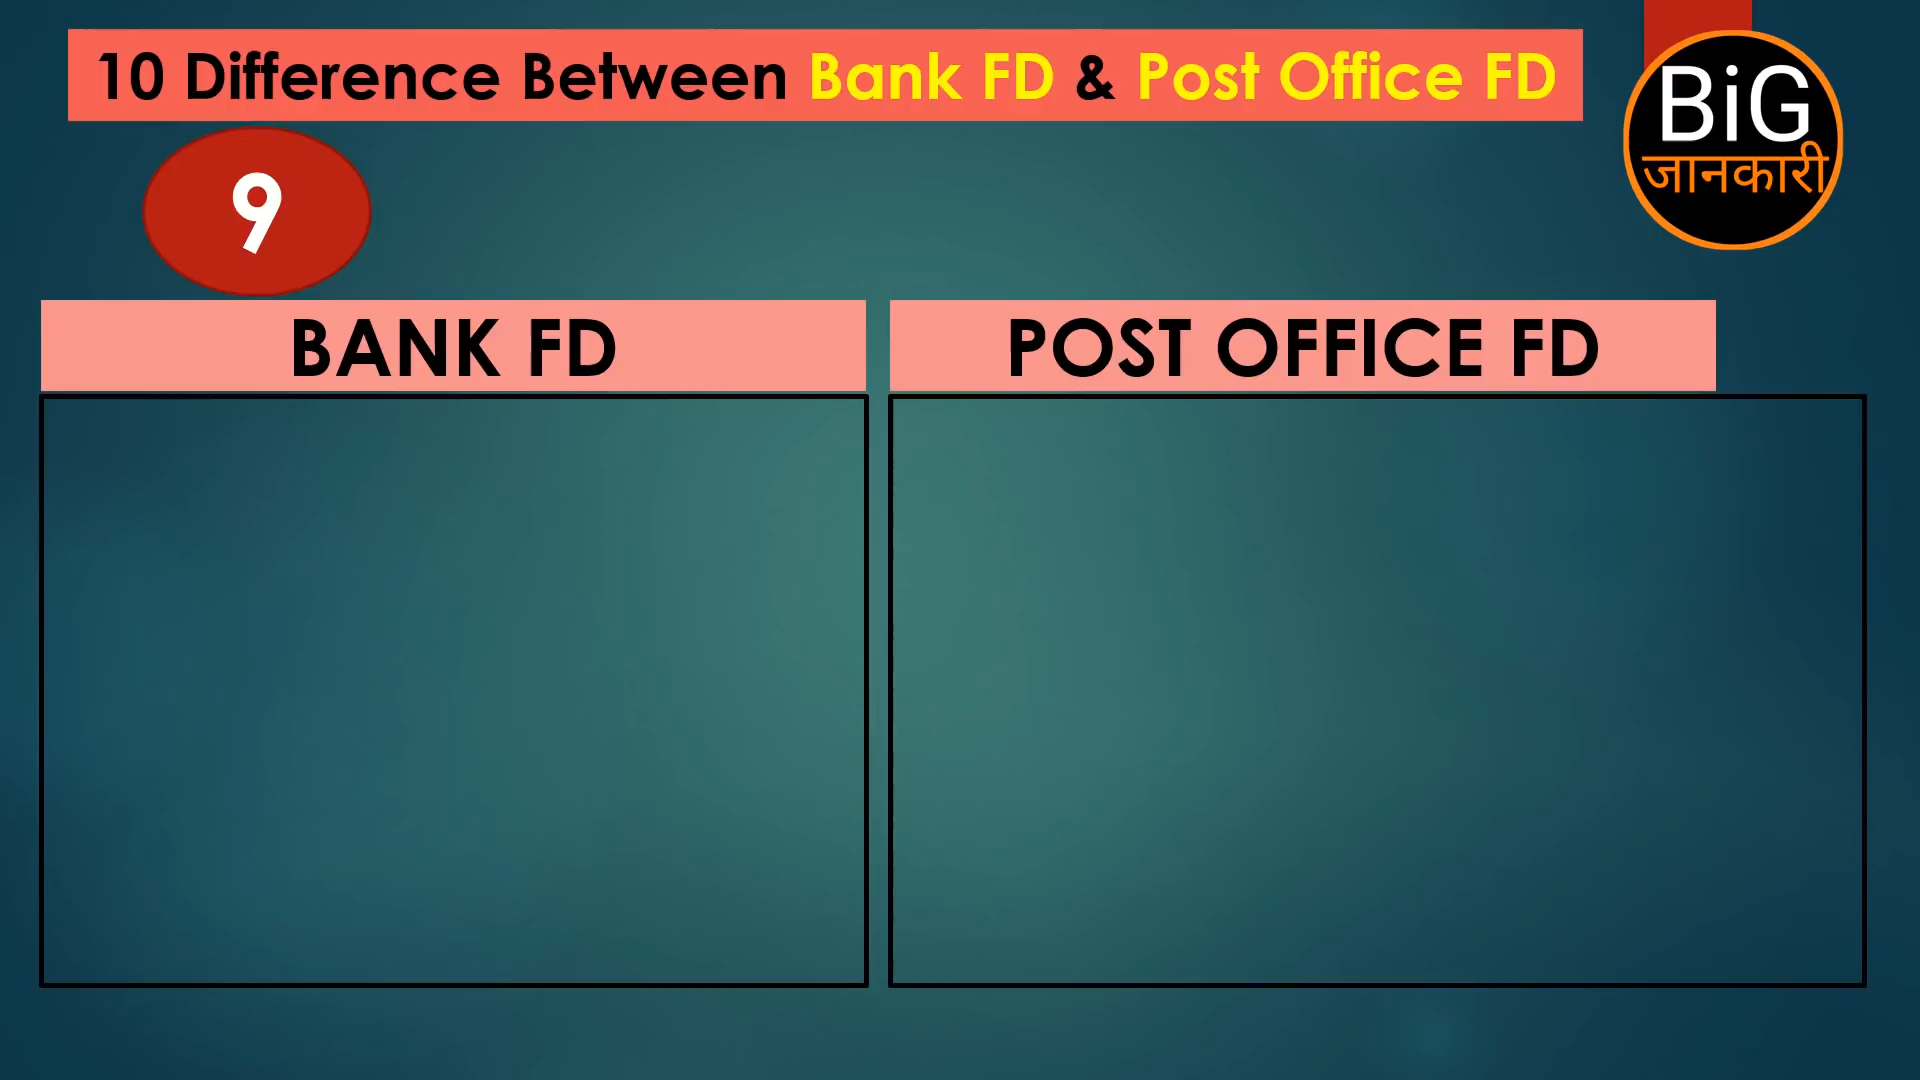 10 Difference Between Bank FD & Post Office FD
BiG
जानकारी
9
BANK FD
POST OFFICE FD